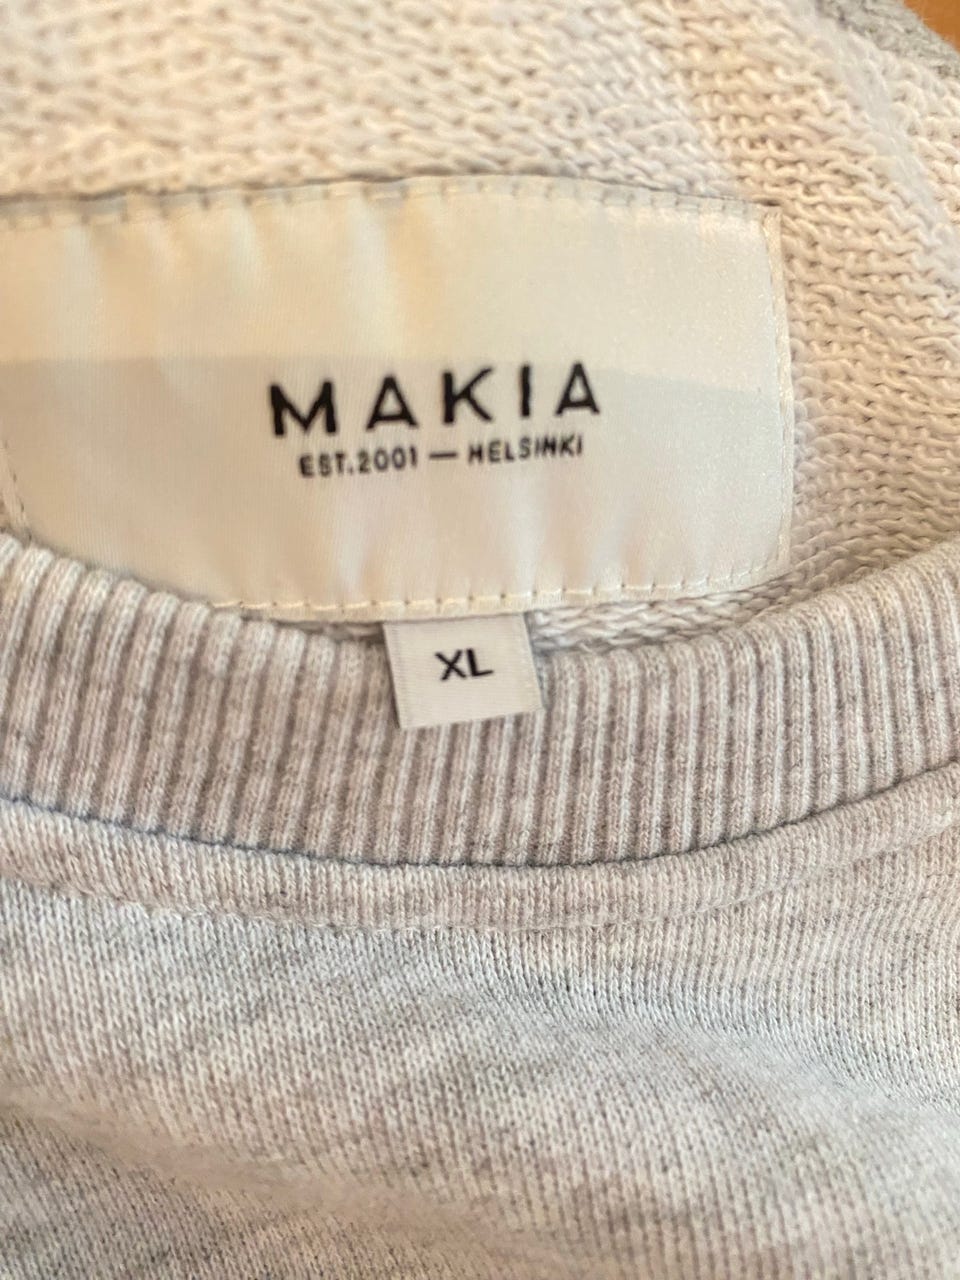 MAKIA
EST.2001 — HELSINKI
XL